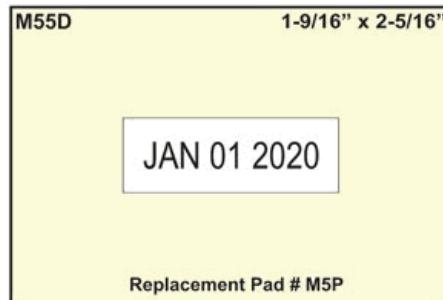 M55D 1-9/16” x 2-5/16”
JAN 01 2020
Replacement Pad # M5P